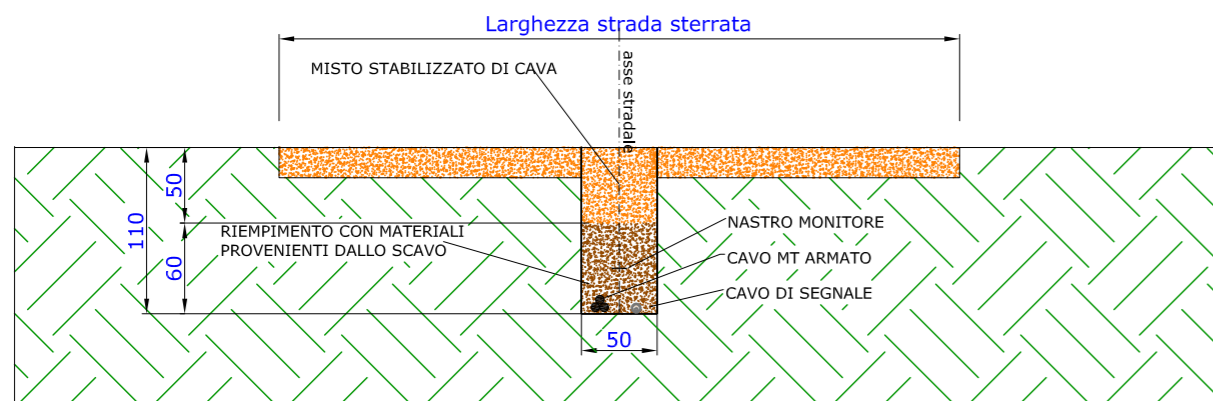 Larghezza strada sterrata
asse stradale
MISTO STABILIZZATO DI CAVA
50
110
60
RIEMPIMENTO CON MATERIALI
PROVENIENTI DALLO SCAVO
NASTRO MONITORE
CAVO MT ARMATO
CAVO DI SEGNALE
50